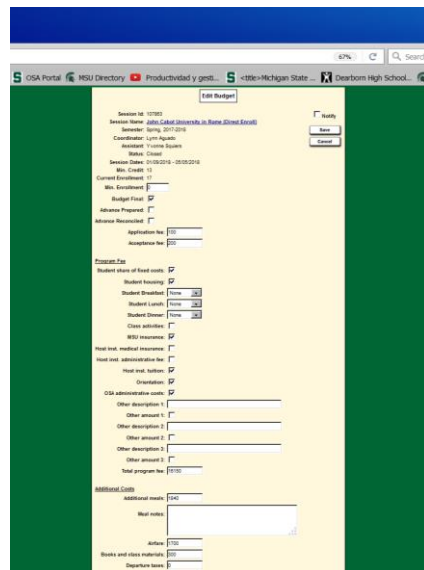 67%
Search
OSA Portal MSU Directory Productividad y gesti... <title>Michigan State ... Dearborn High School...
Edit Budget
Session Id: 107883
Notify
Session Name: John Cabot University in Rome (Direct Enroll)
Semester: Spring, 2017-2018
Save
Coordinator: Lynn Aguado
Assistant: Yvonne Squiers
Cancel
Status: Closed
Session Dates: 01/08/2018 - 05/05/2018
Min. Credit: 13
Current Enrollment: 17
Min. Enrollment: 0
Budget Final:
Advance Prepared:
Advance Reconciled:
Application fee: 100
Acceptance fee: 200
Program Fee
Student share of fixed costs:
Student housing:
Student Breakfast: None
Student Lunch: None
Student Dinner: None
Class activities:
MSU insurance:
Host inst. medical insurance:
Host inst. administrative fee:
Host inst. tuition:
Orientation:
OSA administrative costs:
Other description 1:
Other amount 1:
Other description 2:
Other amount 2:
Other description 3:
Other amount 3:
Total program fee:
Additional Costs
Additional meals: 1940
Meal notes:
Airfare: 1700
Books and class materials: 300
Departure taxes: 0